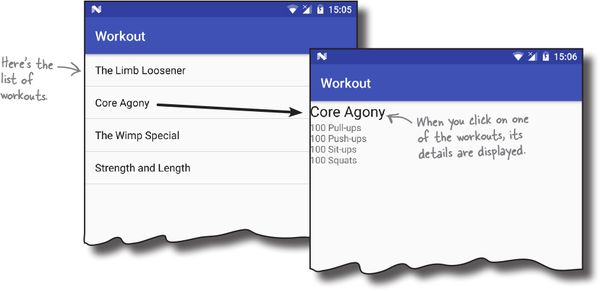 15:05
Workout
Here's the
list of
workouts.
The Limb Loosener
Core Agony
The Wimp Special
Strength and Length
15:06
Workout
Core Agony
100 Pull-ups
100 Push-ups
100 Sit-ups
100 Squats
When you click on one
of the workouts, its
details are displayed.